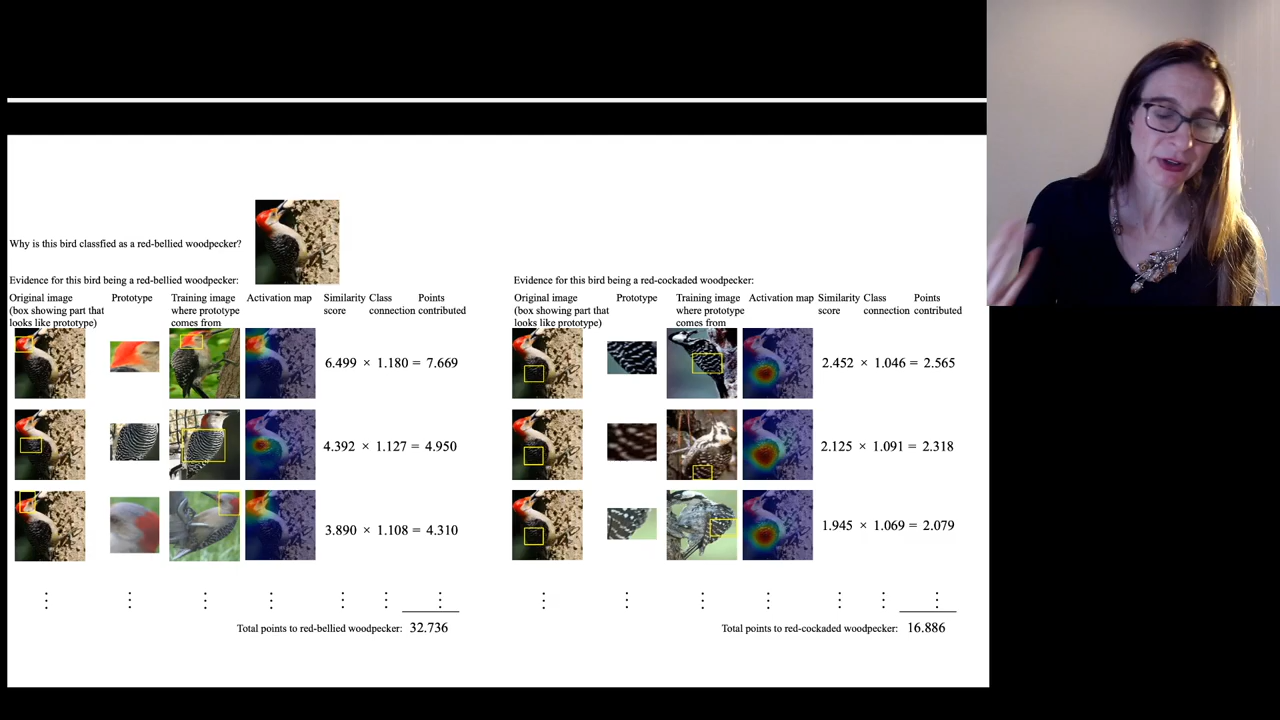 Why is this bird classfied as a red-bellied woodpecker?
Evidence for this bird being a red-bellied woodpecker:
Original image
(box showing part that
looks like prototype)
Prototype
Training image
where prototype
comes from
Activation map
Similarity
score
Class
connection
Points
contributed
6.499 × 1.180 = 7.669
4.392 × 1.127 = 4.950
3.890 × 1.108 = 4.310
Total points to red-bellied woodpecker: 32.736
Evidence for this bird being a red-cockaded woodpecker:
Original image
(box showing part that
looks like prototype)
Prototype
Training image
where prototype
comes from
Activation map
Similarity
score
Class
connection
Points
contributed
2.452 × 1.046 = 2.565
2.125 × 1.091 = 2.318
1.945 × 1.069 = 2.079
Total points to red-cockaded woodpecker: 16.886